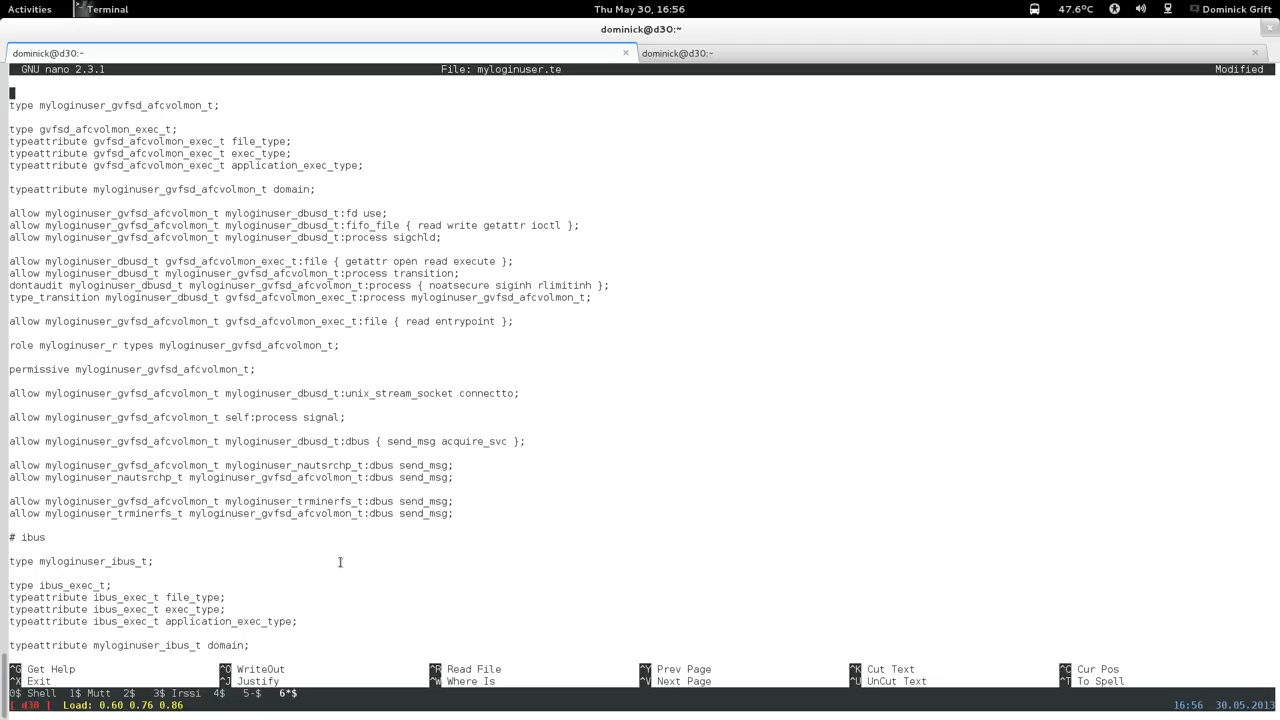 Activities Terminal Thu May 30, 16:56 47.6°C Dominick Grift
dominick@d30:~
dominick@d30:~ dominick@d30:~
GNU nano 2.3.1 File: myloginuser.te Modified
type myloginuser_gvfsd_afcvolmon_t;
type gvfsd_afcvolmon_exec_t;
typeattribute gvfsd_afcvolmon_exec_t file_type;
typeattribute gvfsd_afcvolmon_exec_t exec_type;
typeattribute gvfsd_afcvolmon_exec_t application_exec_type;
typeattribute myloginuser_gvfsd_afcvolmon_t domain;
allow myloginuser_gvfsd_afcvolmon_t myloginuser_dbusd_t:fd use;
allow myloginuser_gvfsd_afcvolmon_t myloginuser_dbusd_t:fifo_file { read write getattr ioctl };
allow myloginuser_gvfsd_afcvolmon_t myloginuser_dbusd_t:process sigchld;
allow myloginuser_dbusd_t gvfsd_afcvolmon_exec_t:file { getattr open read execute };
allow myloginuser_dbusd_t myloginuser_gvfsd_afcvolmon_t:process transition;
dontaudit myloginuser_dbusd_t myloginuser_gvfsd_afcvolmon_t:process { noatsecure siginh rlimitinh };
type_transition myloginuser_dbusd_t gvfsd_afcvolmon_exec_t:process myloginuser_gvfsd_afcvolmon_t;
allow myloginuser_gvfsd_afcvolmon_t gvfsd_afcvolmon_exec_t:file { read entrypoint };
role myloginuser_r types myloginuser_gvfsd_afcvolmon_t;
permissive myloginuser_gvfsd_afcvolmon_t;
allow myloginuser_gvfsd_afcvolmon_t myloginuser_dbusd_t:unix_stream_socket connectto;
allow myloginuser_gvfsd_afcvolmon_t self:process signal;
allow myloginuser_gvfsd_afcvolmon_t myloginuser_dbusd_t:dbus { send_msg acquire_svc };
allow myloginuser_gvfsd_afcvolmon_t myloginuser_nautsrchp_t:dbus send_msg;
allow myloginuser_nautsrchp_t myloginuser_gvfsd_afcvolmon_t:dbus send_msg;
allow myloginuser_gvfsd_afcvolmon_t myloginuser_trminerfs_t:dbus send_msg;
allow myloginuser_trminerfs_t myloginuser_gvfsd_afcvolmon_t:dbus send_msg;
# ibus
type myloginuser_ibus_t;
type ibus_exec_t;
typeattribute ibus_exec_t file_type;
typeattribute ibus_exec_t exec_type;
typeattribute ibus_exec_t application_exec_type;
typeattribute myloginuser_ibus_t domain;
^G Get Help ^O WriteOut ^R Read File ^Y Prev Page ^K Cut Text ^C Cur Pos
^X Exit ^J Justify ^W Where Is ^V Next Page ^U UnCut Text ^T To Spell
0$ Shell 1$ Mutt 2$ 3$ Irssi 4$ 5-$ 6*$
[ d30 ] Load: 0.60 0.76 0.86 16:56 30.05.2013